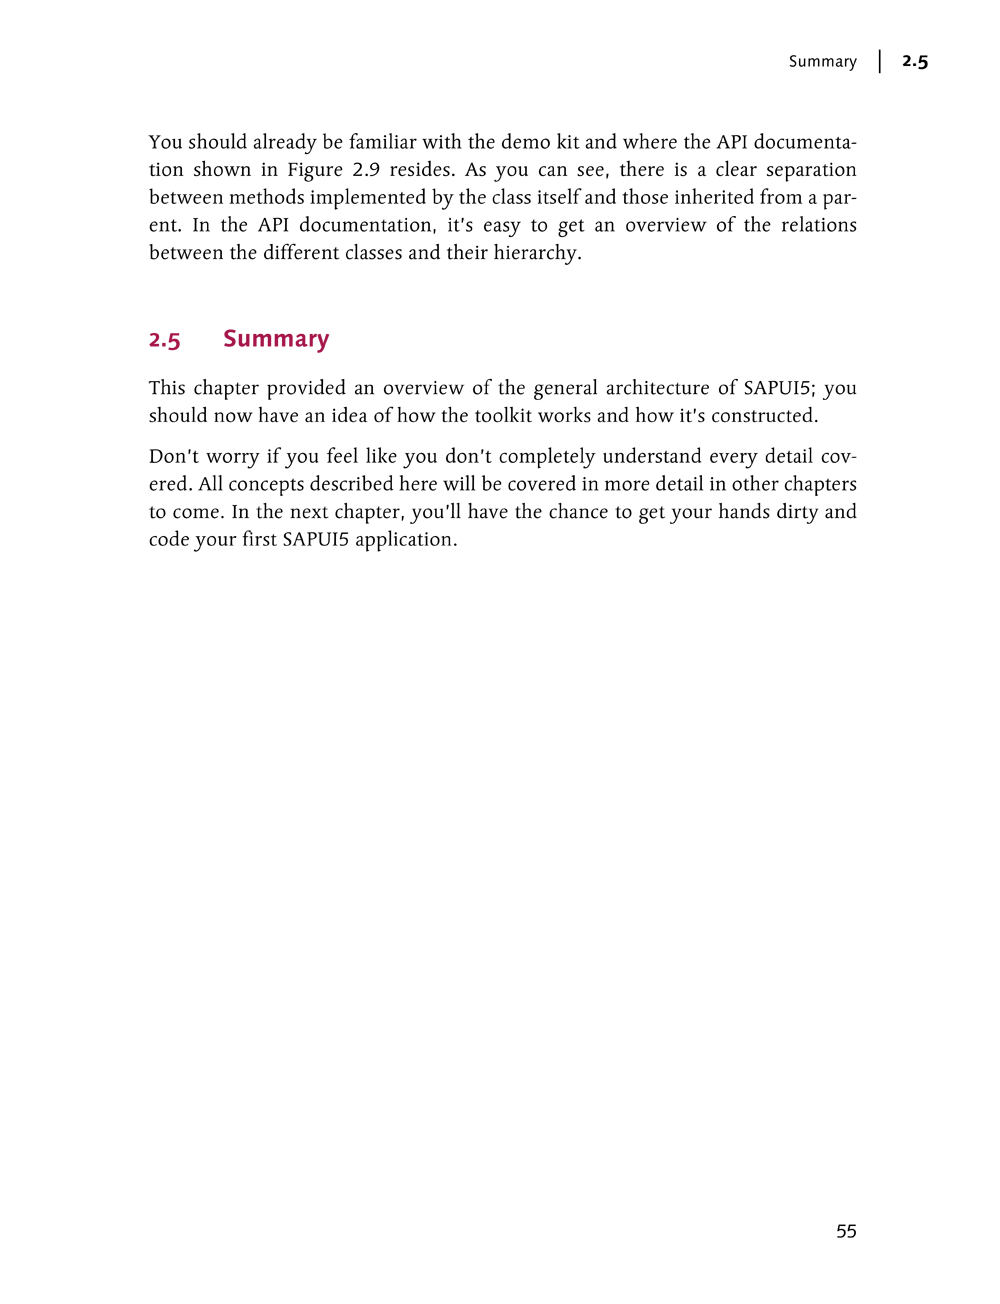 Summary | 2.5
You should already be familiar with the demo kit and where the API documenta-
tion shown in Figure 2.9 resides. As you can see, there is a clear separation
between methods implemented by the class itself and those inherited from a par-
ent. In the API documentation, it's easy to get an overview of the relations
between the different classes and their hierarchy.
2.5 Summary
This chapter provided an overview of the general architecture of SAPUI5; you
should now have an idea of how the toolkit works and how it's constructed.
Don't worry if you feel like you don't completely understand every detail cov-
ered. All concepts described here will be covered in more detail in other chapters
to come. In the next chapter, you'll have the chance to get your hands dirty and
code your first SAPUI5 application.
55